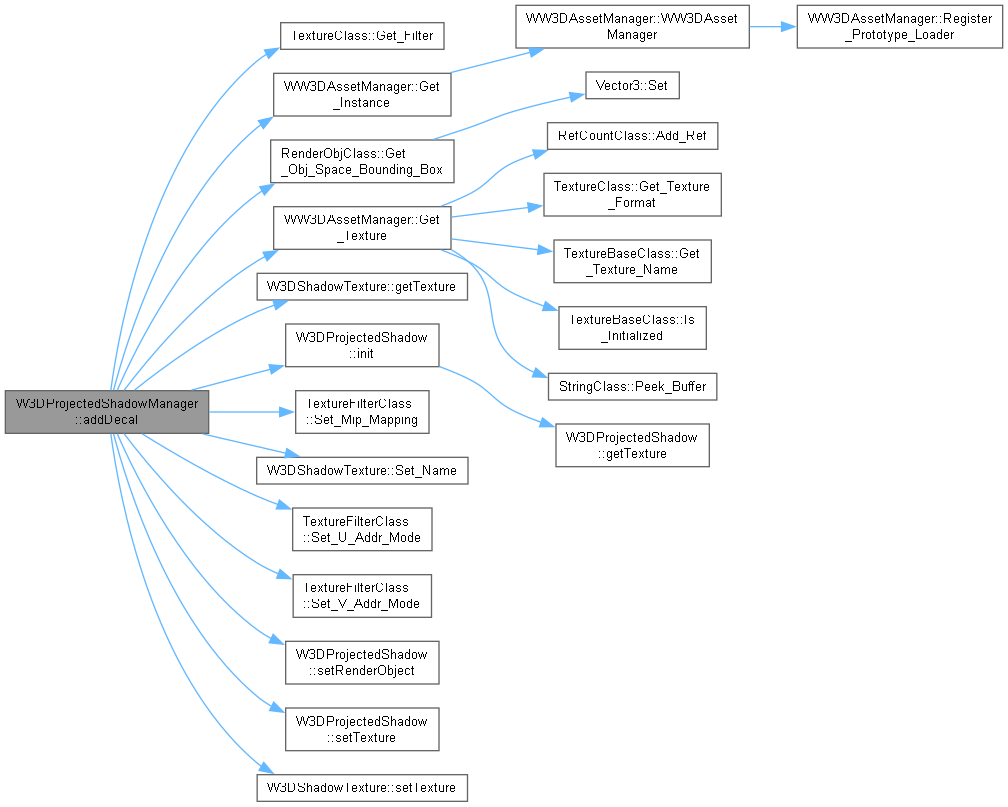 W3DProjectedShadowManager
::addDecal
TextureClass::Get_Filter
WW3DAssetManager::Get
_Instance
RenderObjClass::Get
_Obj_Space_Bounding_Box
WW3DAssetManager::Get
_Texture
W3DShadowTexture::getTexture
W3DProjectedShadow
::init
TextureFilterClass
::Set_Mip_Mapping
W3DShadowTexture::Set_Name
TextureFilterClass
::Set_U_Addr_Mode
TextureFilterClass
::Set_V_Addr_Mode
W3DProjectedShadow
::setRenderObject
W3DProjectedShadow
::setTexture
W3DShadowTexture::setTexture
WW3DAssetManager::WW3DAsset
Manager
Vector3::Set
RefCountClass::Add_Ref
TextureClass::Get_Texture
_Format
TextureBaseClass::Get
_Texture_Name
TextureBaseClass::Is
_Initialized
StringClass::Peek_Buffer
W3DProjectedShadow
::getTexture
WW3DAssetManager::Register
_Prototype_Loader